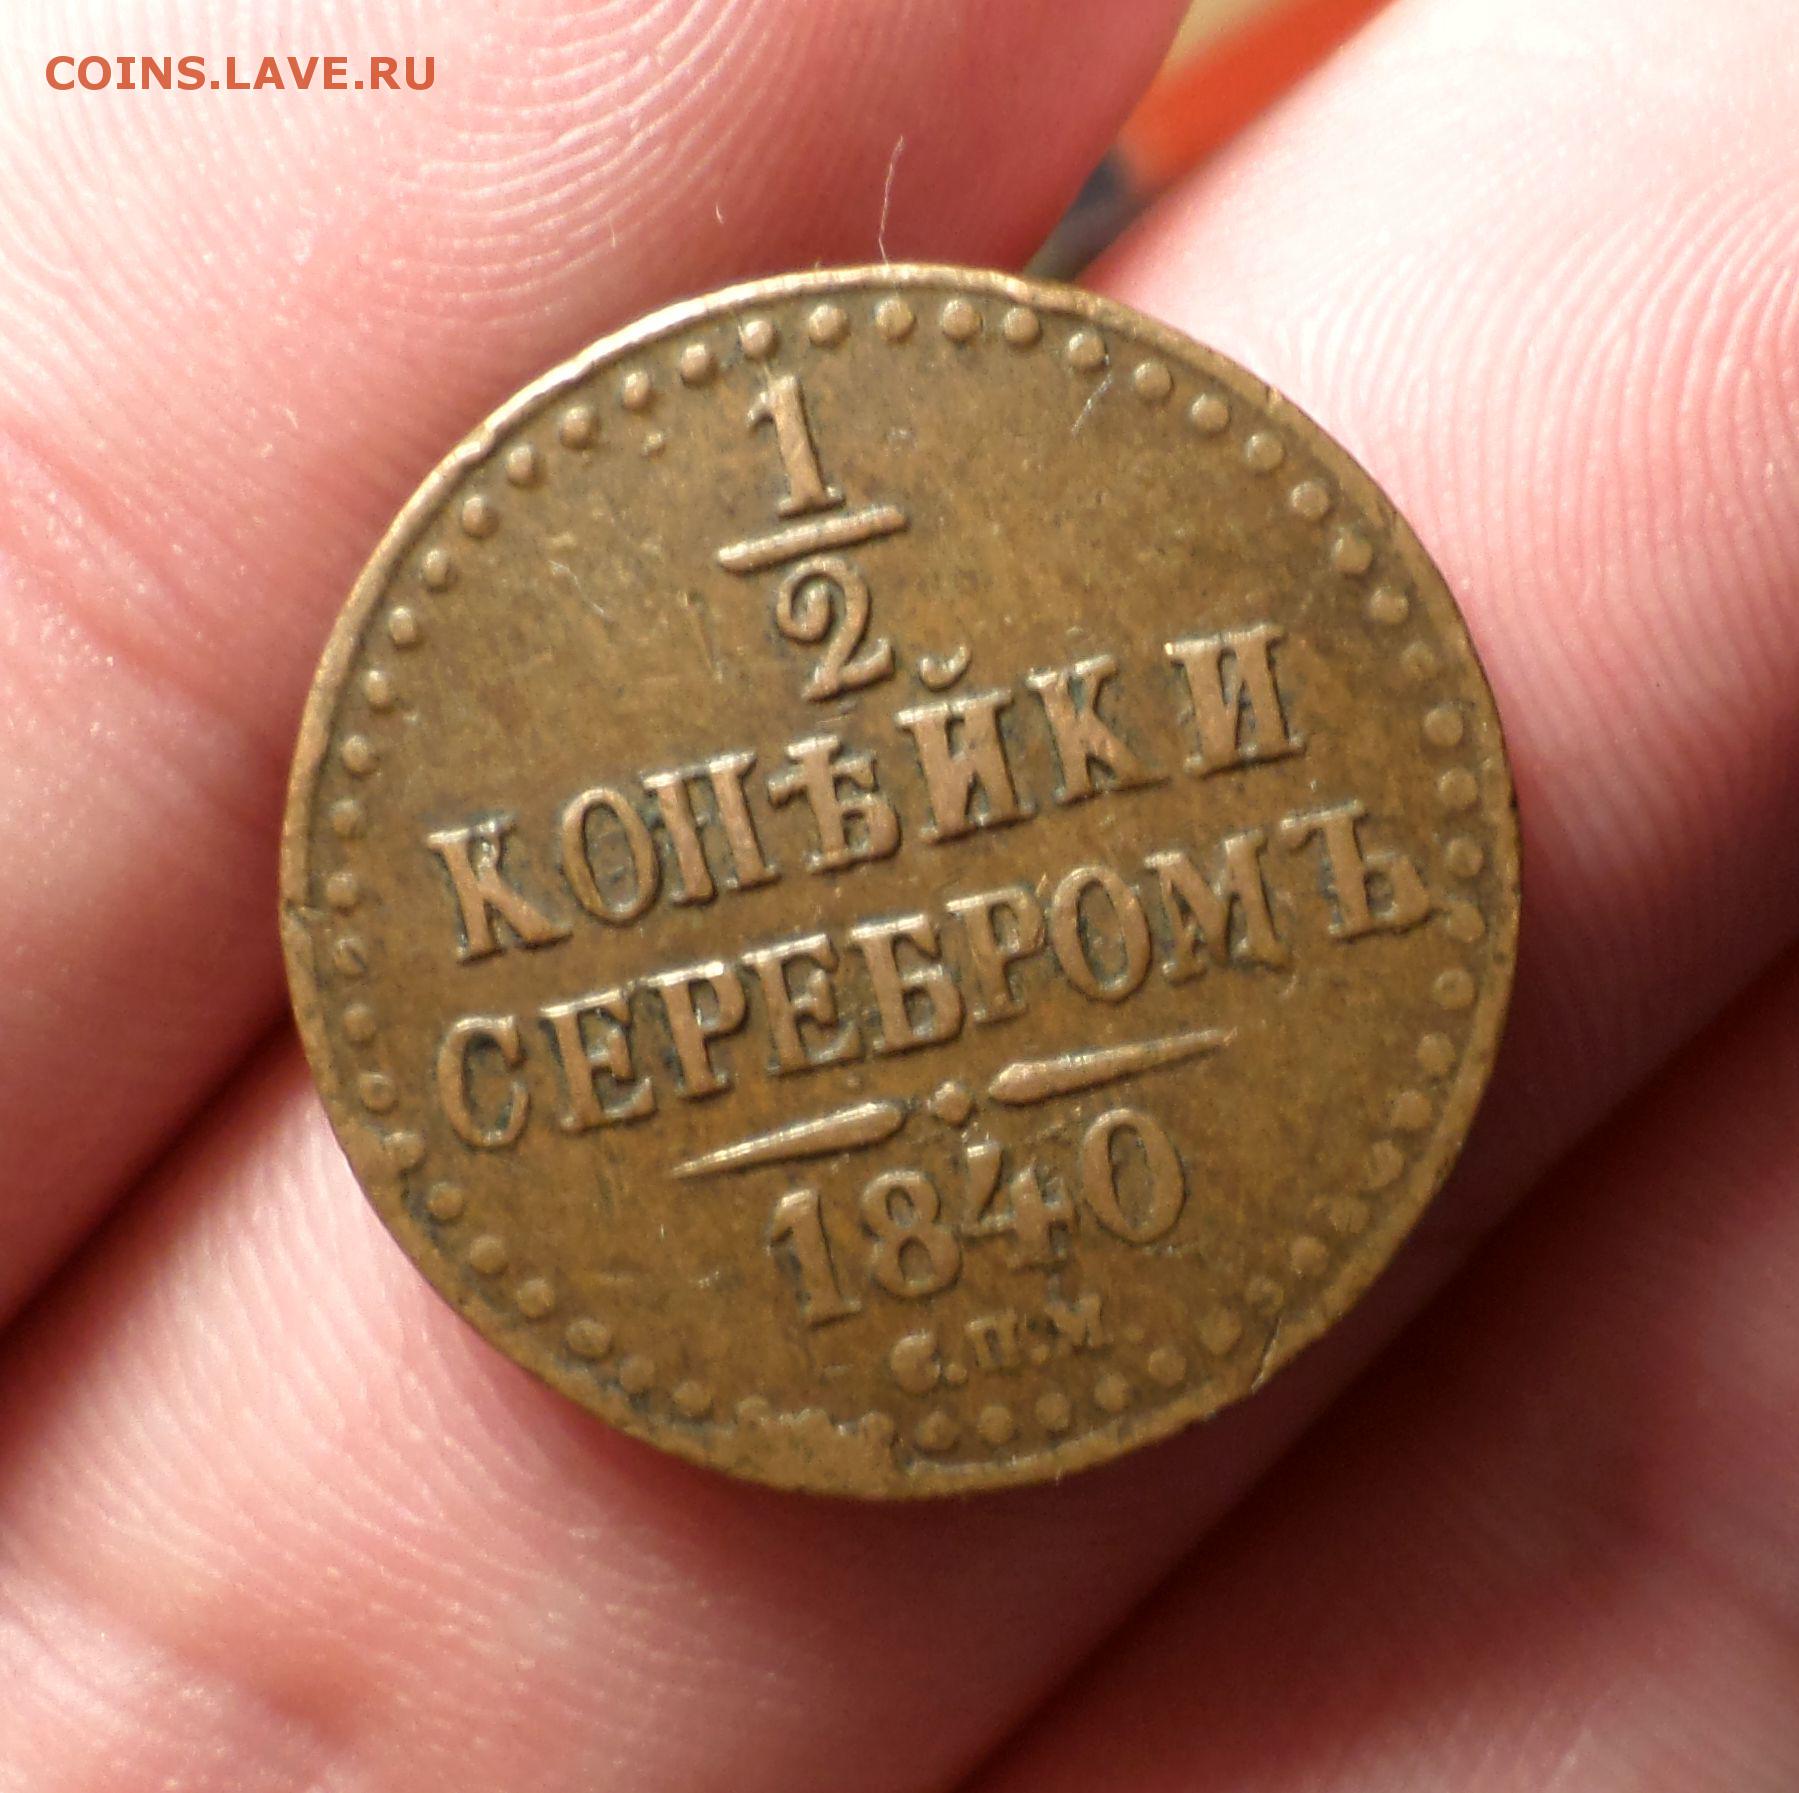 COINS.LAVE.RU
1
2
КОПѢЙКИ
СЕРЕБРОМЪ
1840
С.П.М.